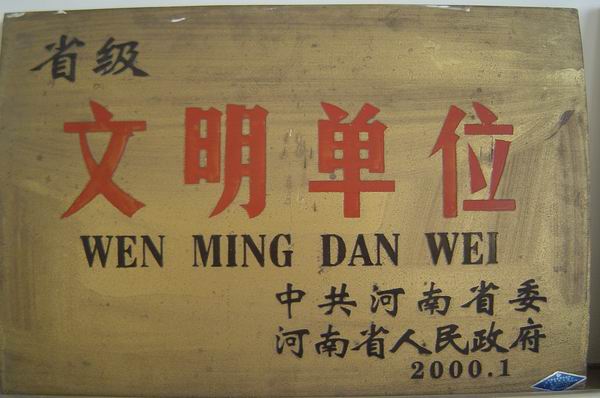 省级
文明单位
WEN MING DAN WEI
中共河南省委
河南省人民政府
2000.1